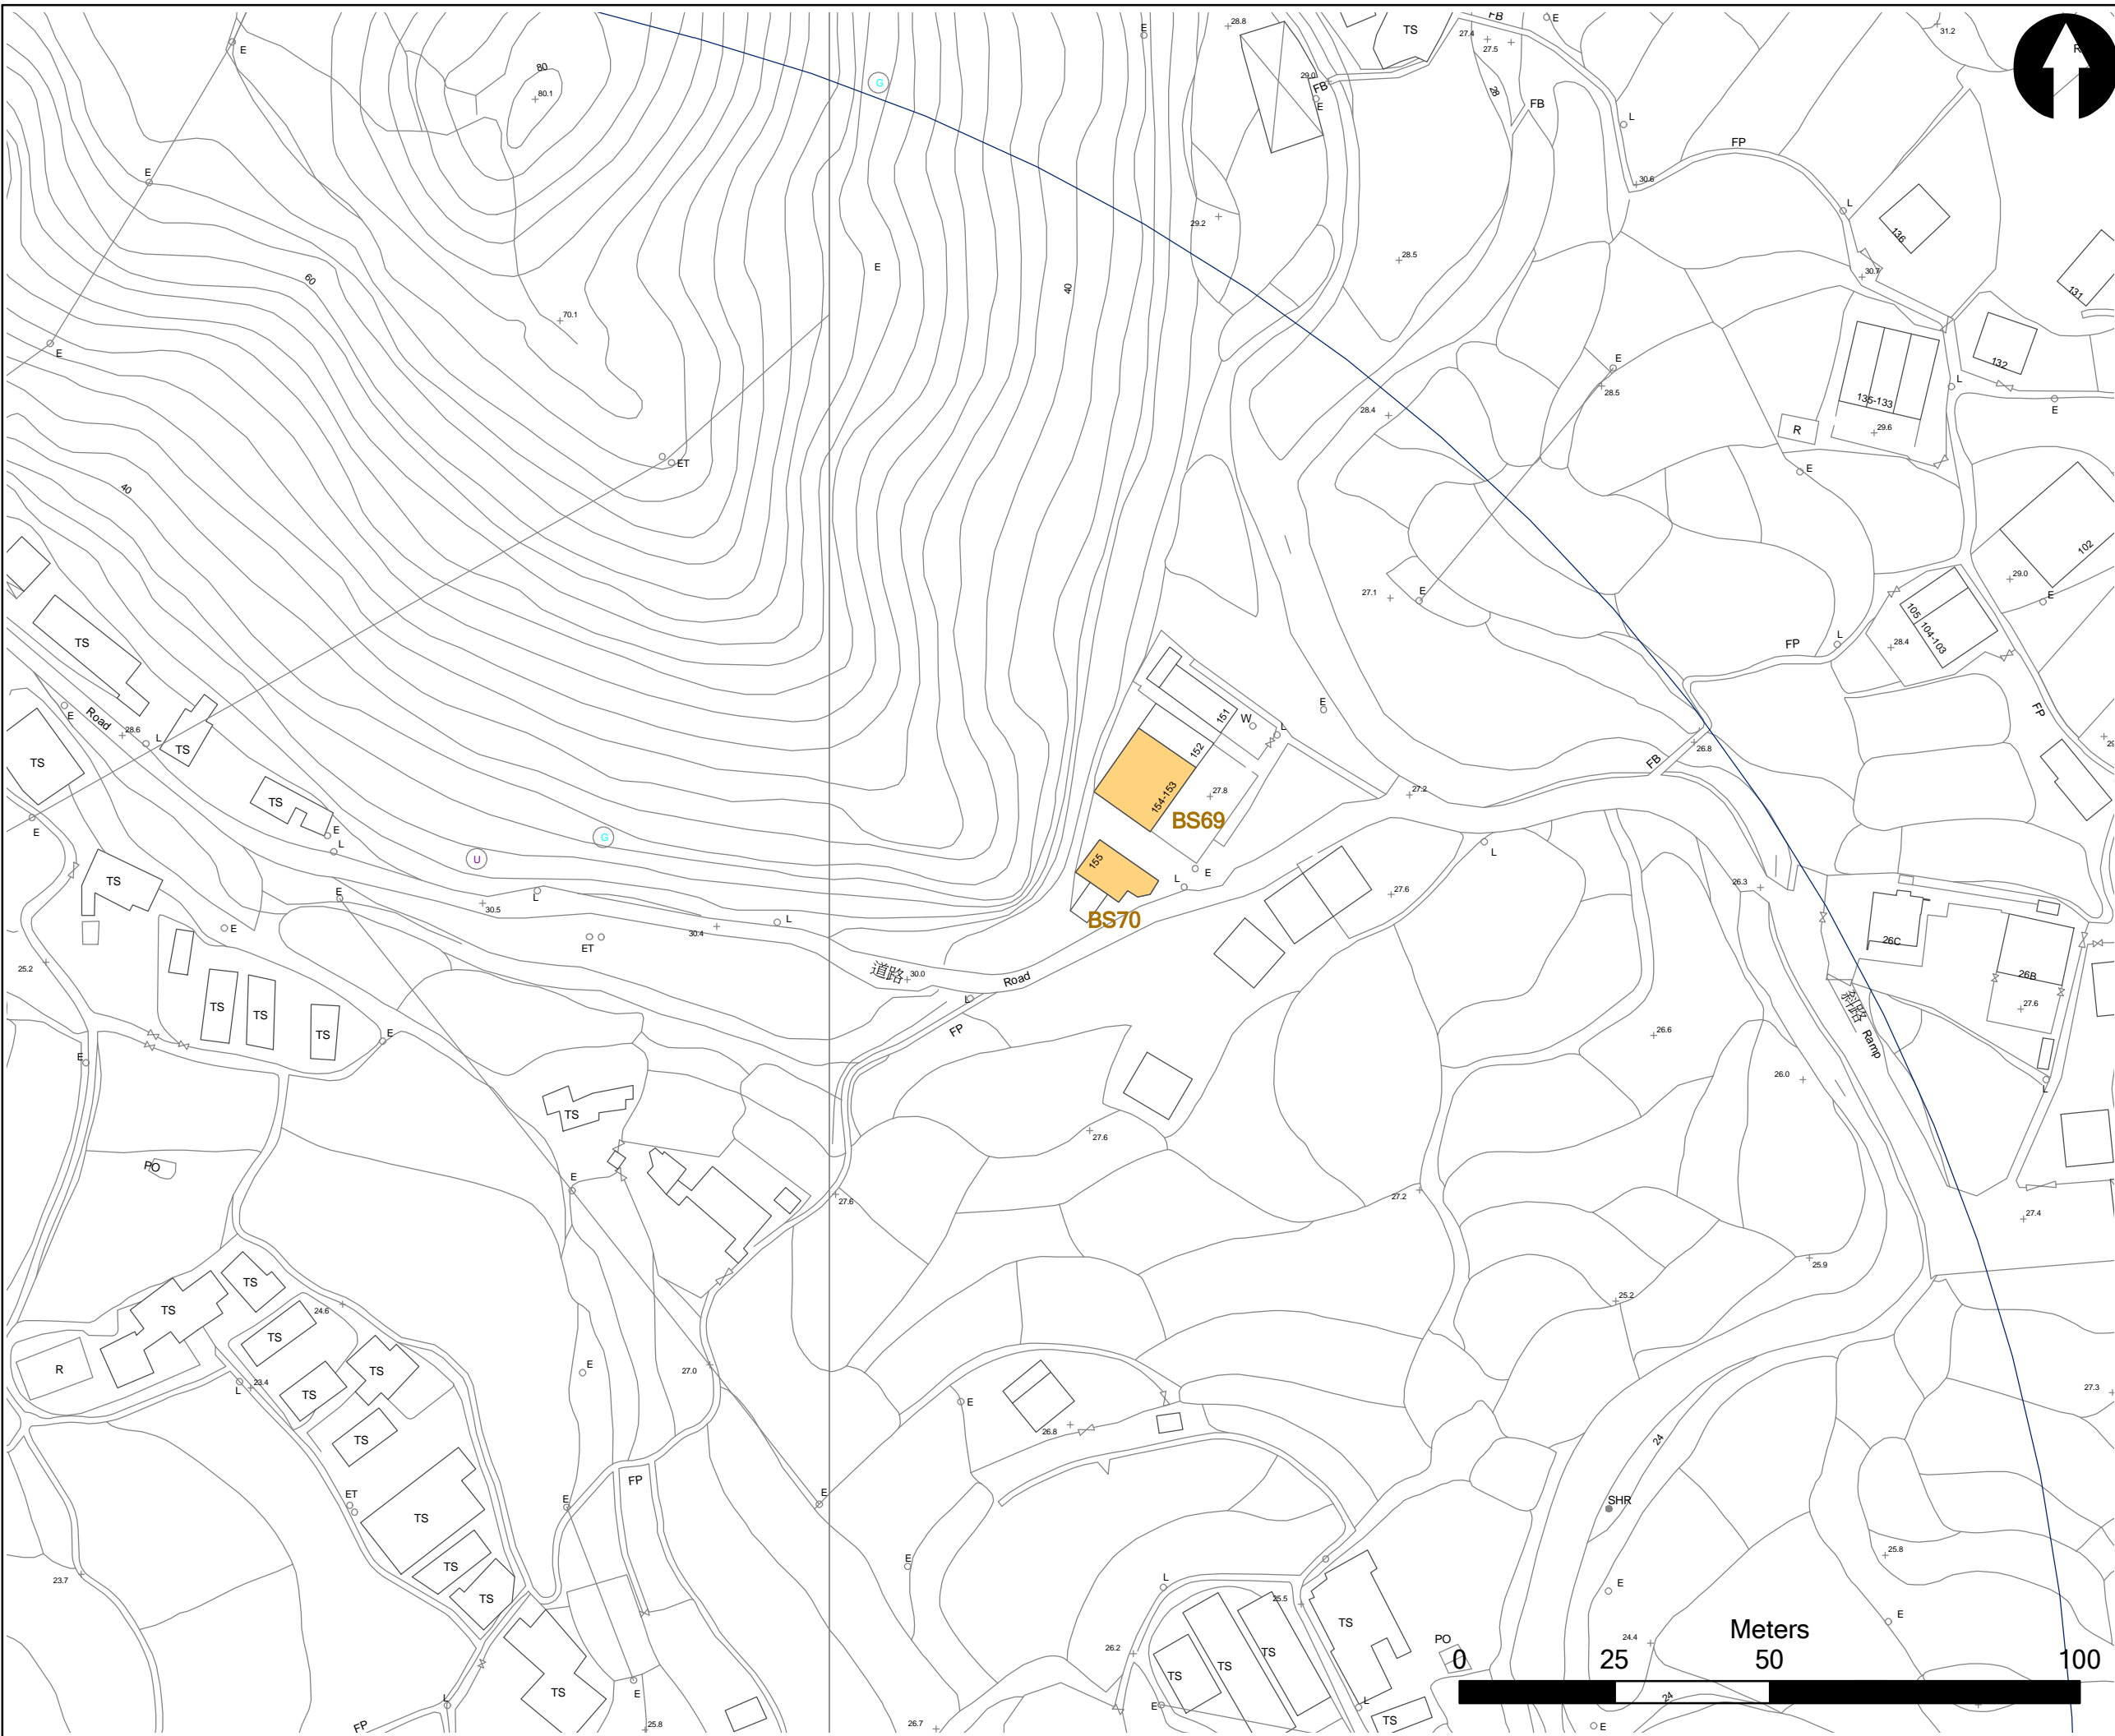 E
28.8
E
TS
27.4
FB
27.5
E
31.2
R
80
80.1
G
29.0
FB
E
28
FB
L
FP
E
30.6
L
136
29.2
28.5
E
60
40
30.7
131
70.1
E
E
28.5
132
L
28.4
135-133
29.6
R
E
E
ET
40
102
27.1
E
29.0
E
105
104-103
28.4
L
FP
TS
FP
Road
28.6
E
L
TS
TS
151
W
L
E
152
26.8
FB
27.8
154-153
27.2
BS69
TS
E
E
L
G
U
155
E
L
BS70
L
27.6
26.3
TS
E
30.5
L
L
30.4
ET
E
26C
26B
27.6
25.2
道路
30.0
Road
L
FP
斜路 Ramp
TS
TS
TS
E
E
26.6
26.0
L
TS
27.6
PO
E
27.6
27.2
27.4
25.9
TS
TS
24.6
TS
25.2
R
TS
TS
L
23.4
E
27.0
27.3
E
26.8
TS
24
FP
ET
E
E
SHR
TS
E
25.8
TS
TS
23.7
L
25.5
E
E
TS
26.2
PO
24.4
Meters
0
25
50
100
TS
TS
TS
TS
E
L
E
L
FP
25.8
26.7
TS
24
E